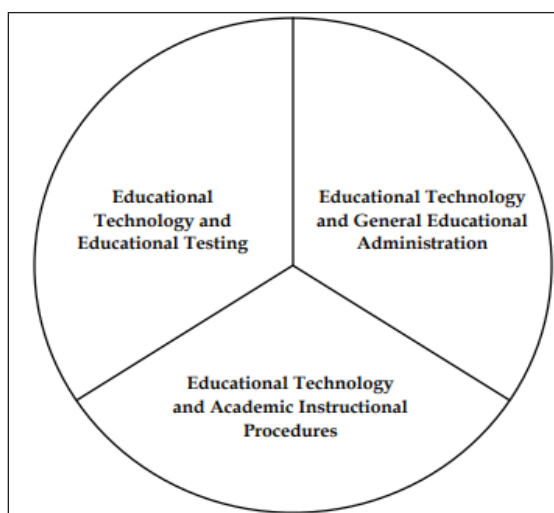 Educational
Technology and
Educational Testing
Educational Technology
and General Educational
Administration
Educational Technology
and Academic Instructional
Procedures